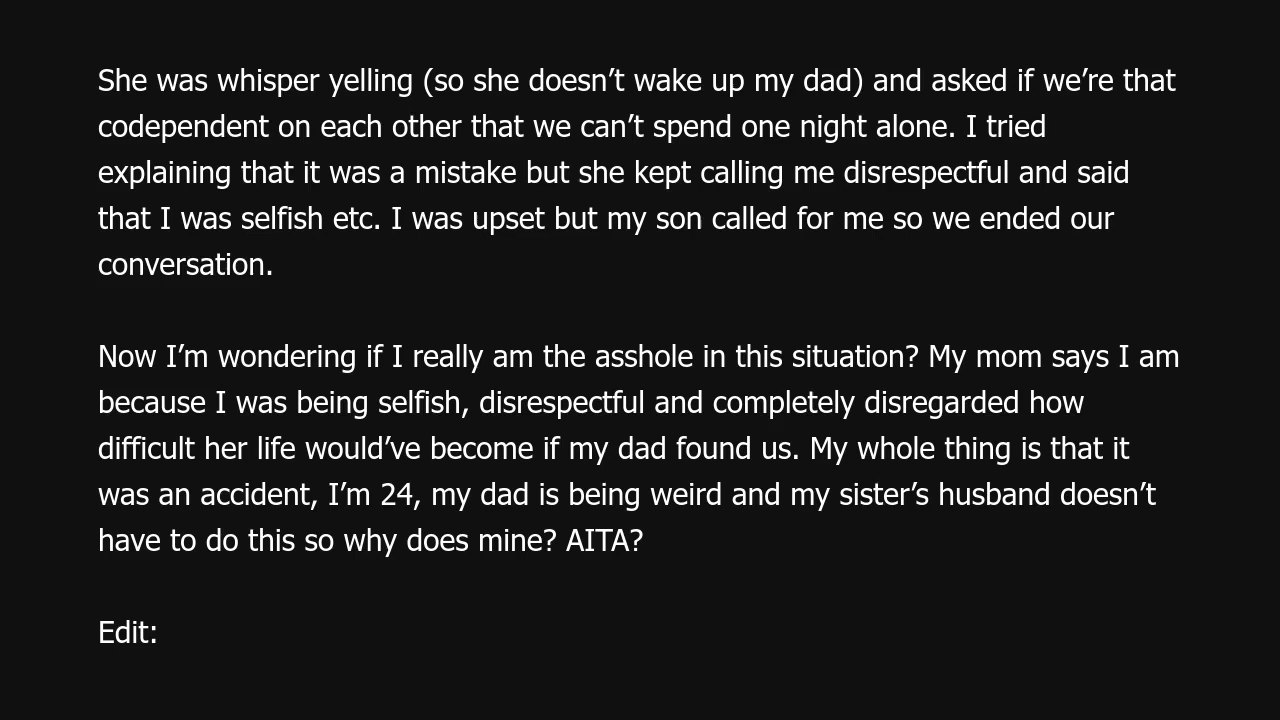 She was whisper yelling (so she doesn’t wake up my dad) and asked if we’re that
codependent on each other that we can’t spend one night alone. I tried
explaining that it was a mistake but she kept calling me disrespectful and said
that I was selfish etc. I was upset but my son called for me so we ended our
conversation.
Now I’m wondering if I really am the asshole in this situation? My mom says I am
because I was being selfish, disrespectful and completely disregarded how
difficult her life would’ve become if my dad found us. My whole thing is that it
was an accident, I’m 24, my dad is being weird and my sister’s husband doesn’t
have to do this so why does mine? AITA?
Edit: